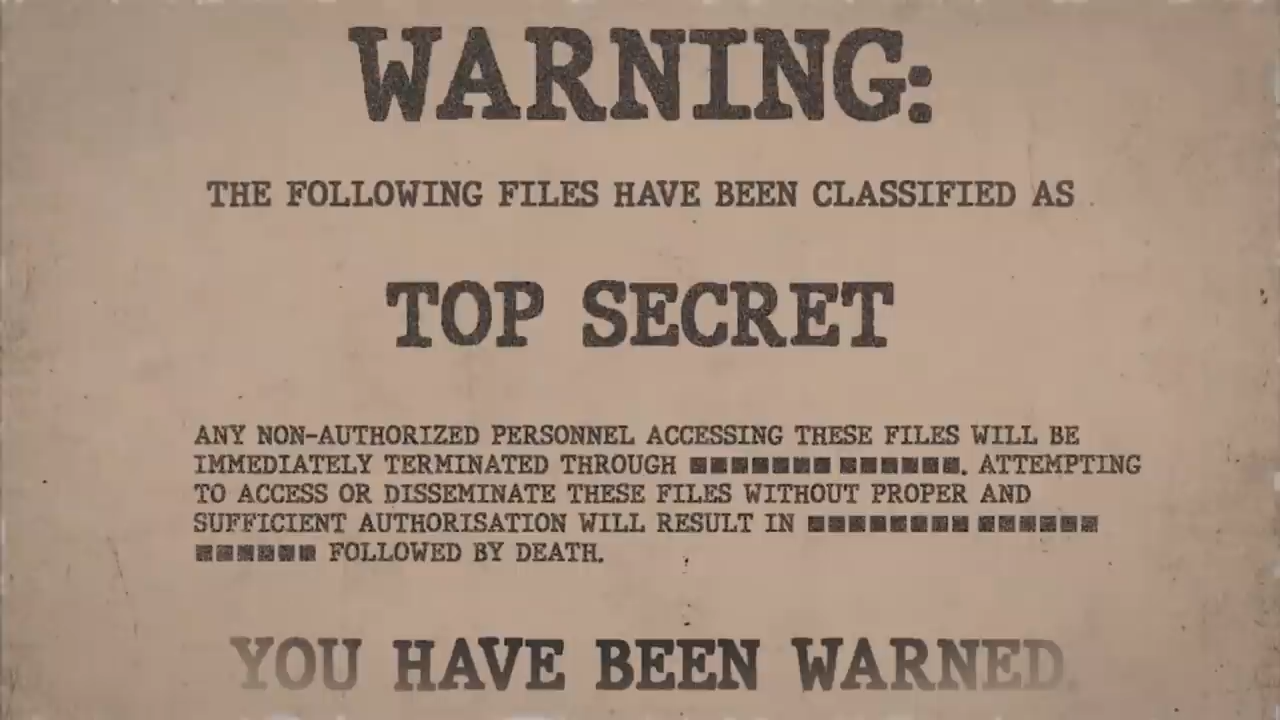 WARNING:
THE FOLLOWING FILES HAVE BEEN CLASSIFIED AS
TOP SECRET
ANY NON-AUTHORIZED PERSONNEL ACCESSING THESE FILES WILL BE
IMMEDIATELY TERMINATED THROUGH ■■■■■■■ ■■■■■■. ATTEMPTING
TO ACCESS OR DISSEMINATE THESE FILES WITHOUT PROPER AND
SUFFICIENT AUTHORISATION WILL RESULT IN ■■■■■■■■ ■■■■■■
■■■■■■ FOLLOWED BY DEATH.
YOU HAVE BEEN WARNED.